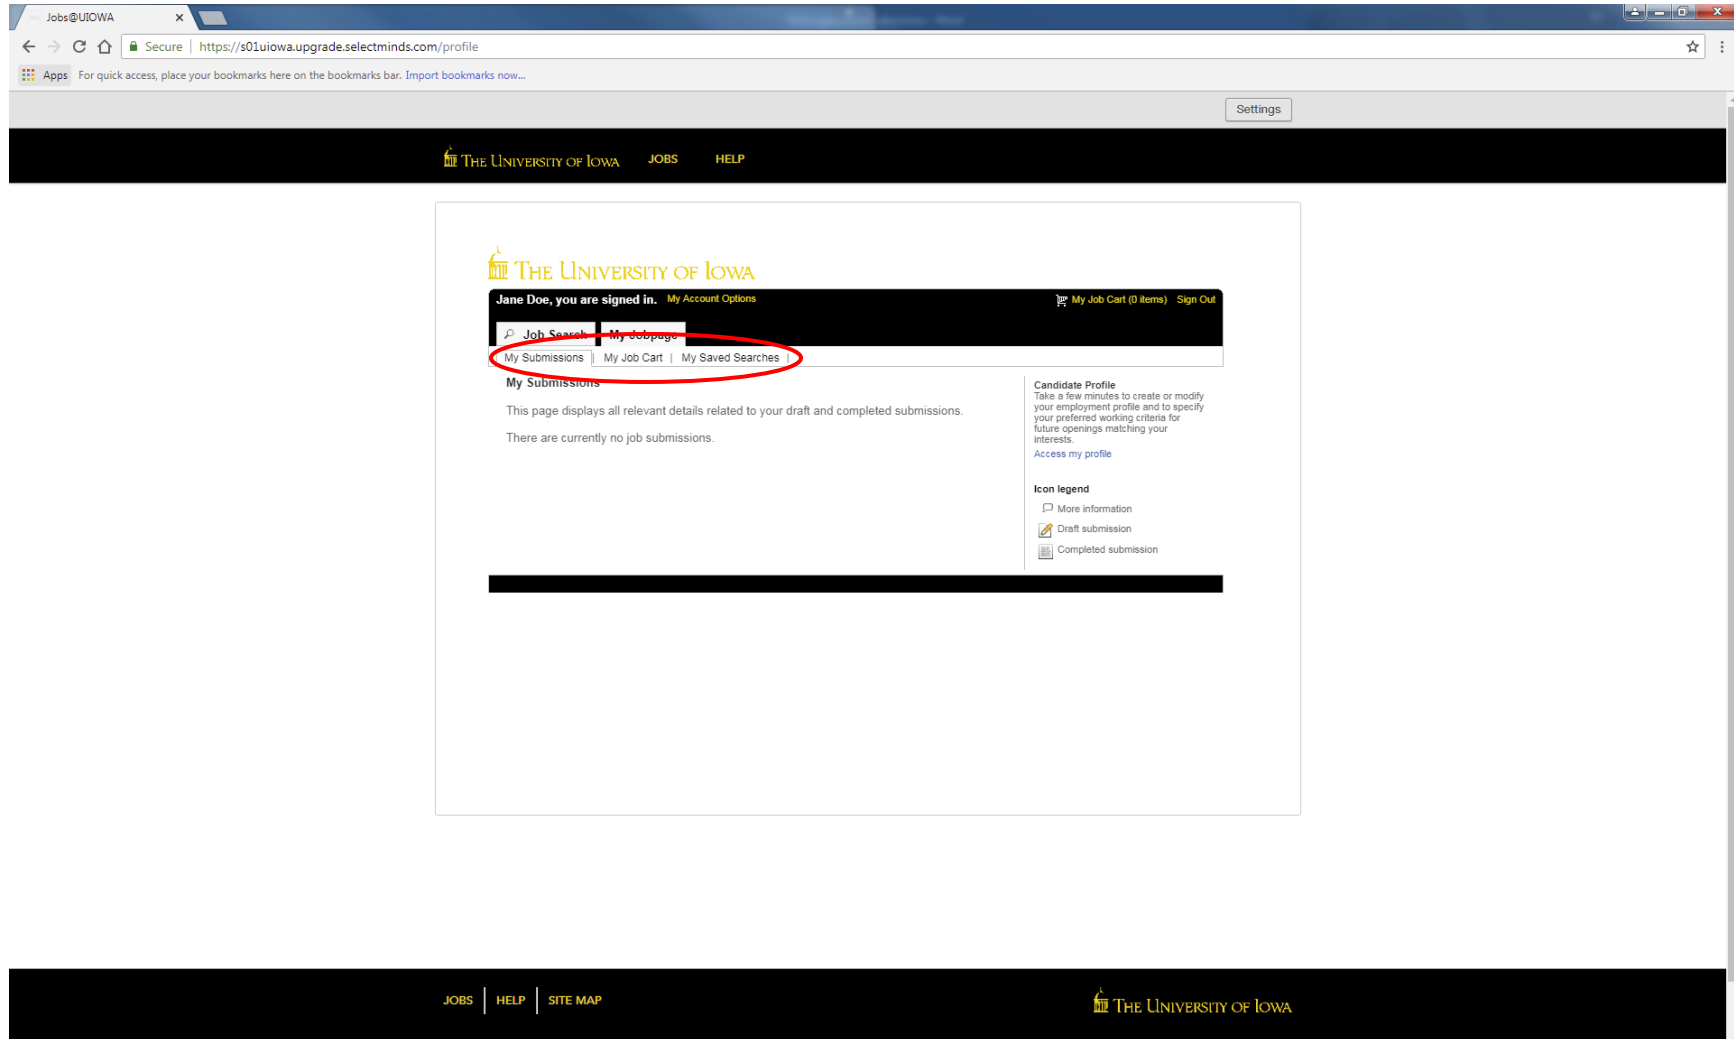 Jobs@UIOWA
Secure | https://s01uiowa.upgrade.selectminds.com/profile
Apps For quick access, place your bookmarks here on the bookmarks bar. Import bookmarks now...
Settings
THE UNIVERSITY OF IOWA JOBS HELP
THE UNIVERSITY OF IOWA
Jane Doe, you are signed in. My Account Options My Job Cart (0 items) Sign Out
Job Search My Jobpage
My Submissions | My Job Cart | My Saved Searches |
My Submissions
This page displays all relevant details related to your draft and completed submissions.
There are currently no job submissions.
Candidate Profile
Take a few minutes to create or modify
your employment profile and to specify
your preferred working criteria for
future openings matching your
interests.
Access my profile
Icon legend
More information
Draft submission
Completed submission
JOBS | HELP | SITE MAP
THE UNIVERSITY OF IOWA